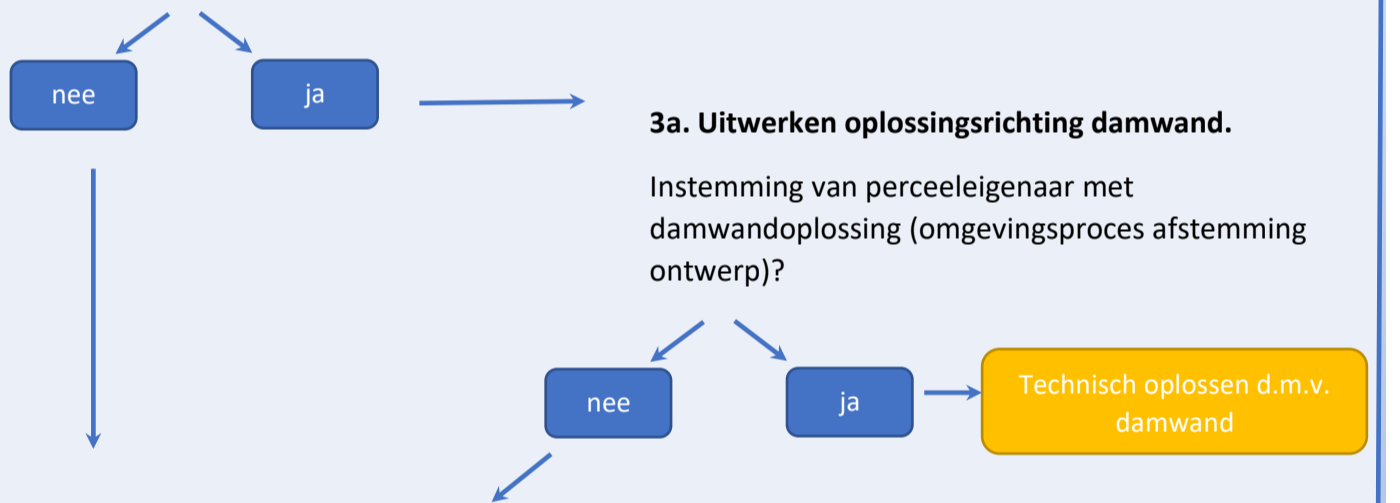 nee
ja
3a. Uitwerken oplossingsrichting damwand.
Instemming van perceeleigenaar met
damwandoplossing (omgevingsproces afstemming
ontwerp)?
nee
ja
Technisch oplossen d.m.v.
damwand